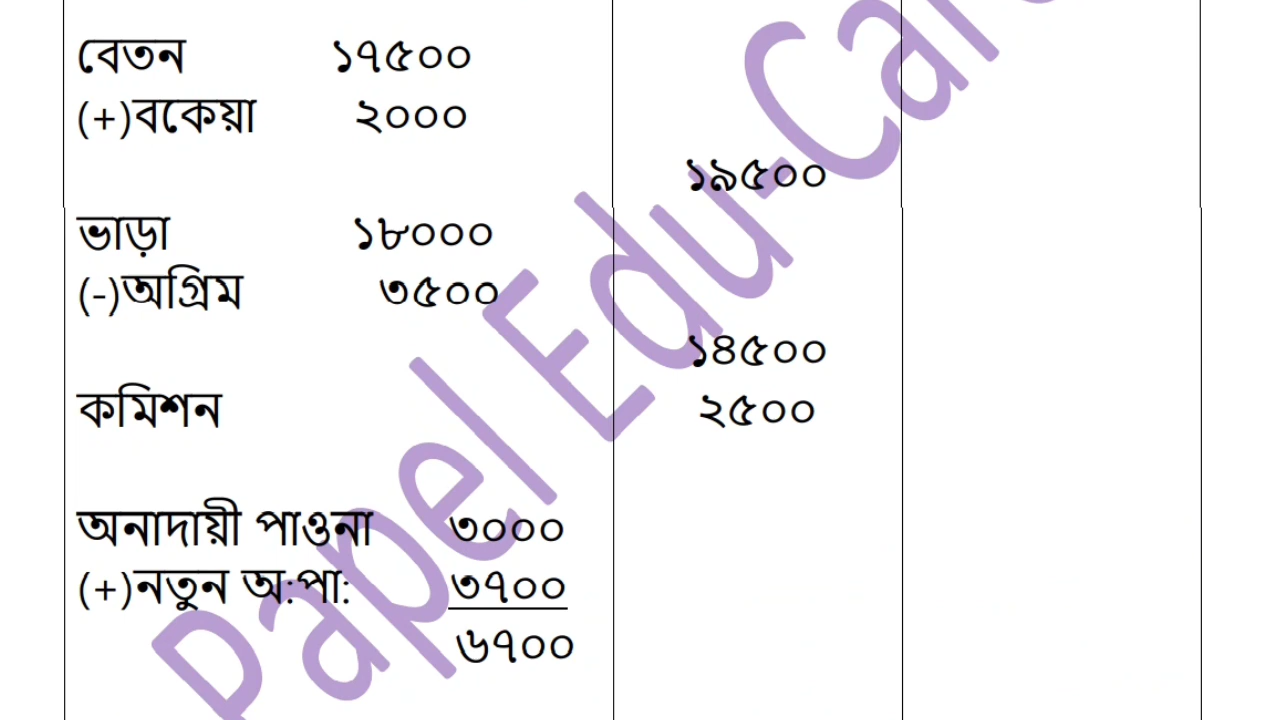 বেতন ১৭৫০০
(+)বকেয়া ২০০০
১৯৫০০
ভাড়া ১৮০০০
(-)অগ্রিম ৩৫০০
১৪৫০০
কমিশন ২৫০০
অনাদায়ী পাওনা ৩০০০
(+)নতুন অ:পা: ৩৭০০
৬৭০০
Papel Edu-Care